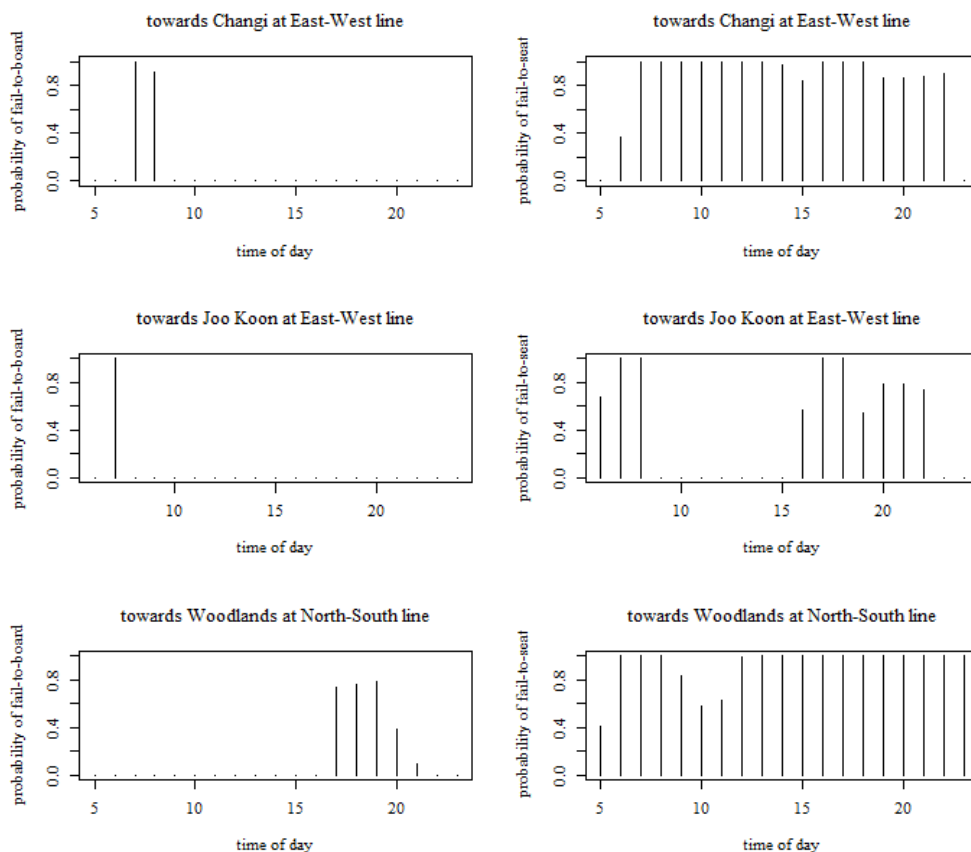 towards Changi at East-West line
probability of fail-to-board
0.0 0.4 0.8
5 10 15 20
time of day
towards Changi at East-West line
probability of fail-to-seat
0.0 0.4 0.8
5 10 15 20
time of day
towards Joo Koon at East-West line
probability of fail-to-board
0.0 0.4 0.8
10 15 20
time of day
towards Joo Koon at East-West line
probability of fail-to-seat
0.0 0.4 0.8
10 15 20
time of day
towards Woodlands at North-South line
probability of fail-to-board
0.0 0.4 0.8
5 10 15 20
time of day
towards Woodlands at North-South line
probability of fail-to-seat
0.0 0.4 0.8
5 10 15 20
time of day